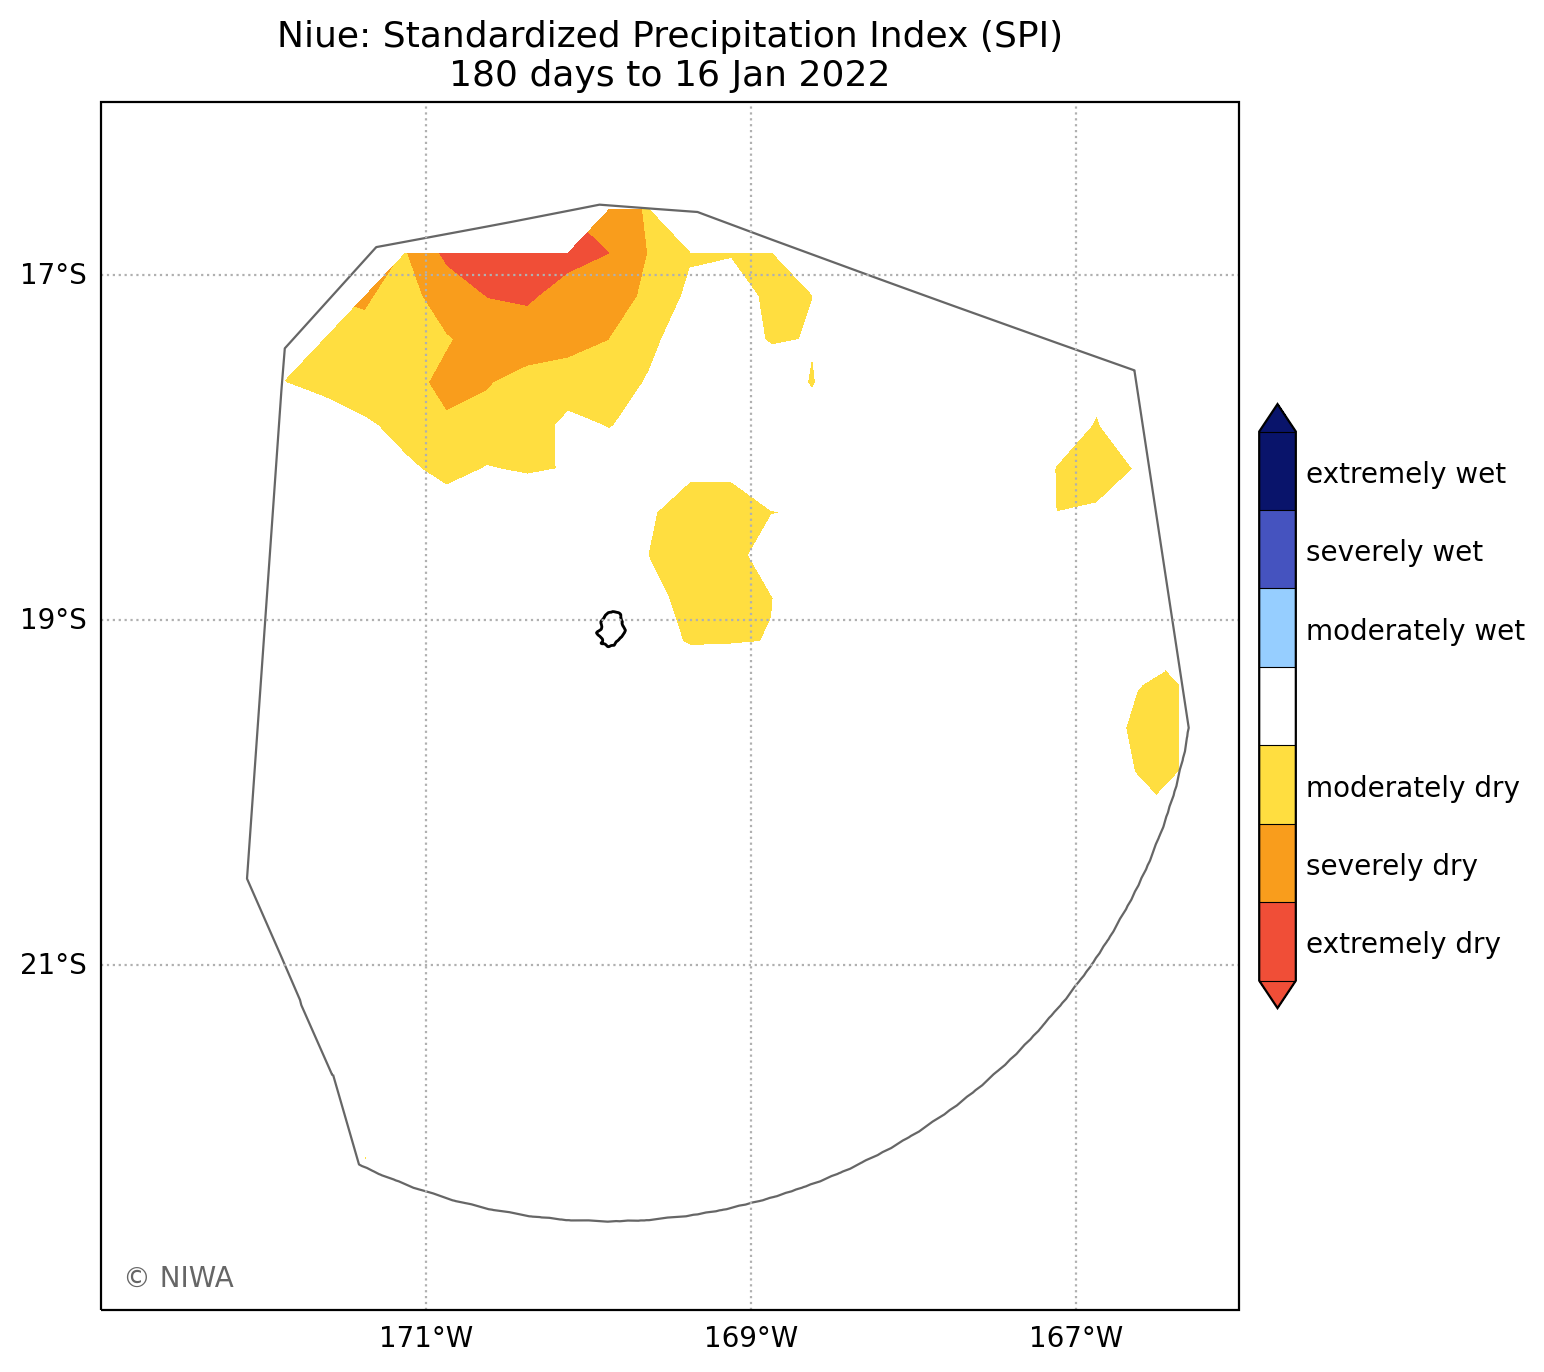 Niue: Standardized Precipitation Index (SPI)
180 days to 16 Jan 2022
17°S
19°S
21°S
171°W
169°W
167°W
extremely wet
severely wet
moderately wet
moderately dry
severely dry
extremely dry
© NIWA